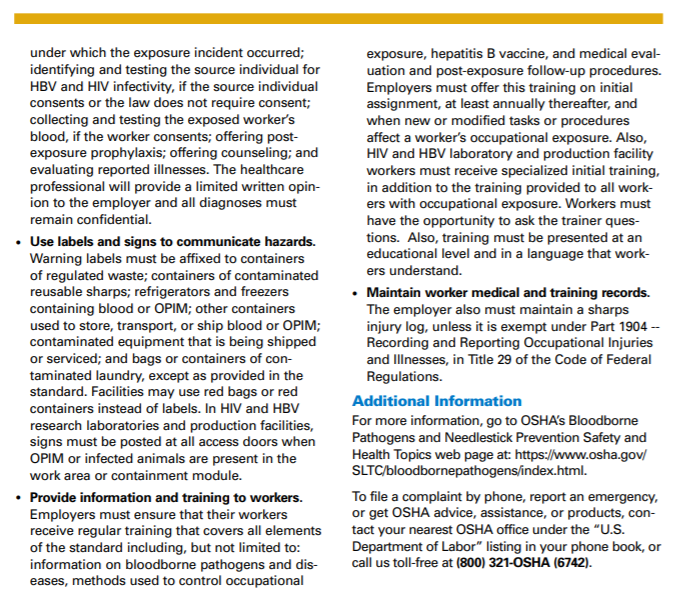 under which the exposure incident occurred;
identifying and testing the source individual for
HBV and HIV infectivity, if the source individual
consents or the law does not require consent;
collecting and testing the exposed worker's
blood, if the worker consents; offering post-
exposure prophylaxis; offering counseling; and
evaluating reported illnesses. The healthcare
professional will provide a limited written opin-
ion to the employer and all diagnoses must
remain confidential.
• Use labels and signs to communicate hazards.
Warning labels must be affixed to containers
of regulated waste; containers of contaminated
reusable sharps; refrigerators and freezers
containing blood or OPIM; other containers
used to store, transport, or ship blood or OPIM;
contaminated equipment that is being shipped
or serviced; and bags or containers of con-
taminated laundry, except as provided in the
standard. Facilities may use red bags or red
containers instead of labels. In HIV and HBV
research laboratories and production facilities,
signs must be posted at all access doors when
OPIM or infected animals are present in the
work area or containment module.
• Provide information and training to workers.
Employers must ensure that their workers
receive regular training that covers all elements
of the standard including, but not limited to:
information on bloodborne pathogens and dis-
eases, methods used to control occupational
exposure, hepatitis B vaccine, and medical eval-
uation and post-exposure follow-up procedures.
Employers must offer this training on initial
assignment, at least annually thereafter, and
when new or modified tasks or procedures
affect a worker's occupational exposure. Also,
HIV and HBV laboratory and production facility
workers must receive specialized initial training,
in addition to the training provided to all work-
ers with occupational exposure. Workers must
have the opportunity to ask the trainer ques-
tions. Also, training must be presented at an
educational level and in a language that work-
ers understand.
• Maintain worker medical and training records.
The employer also must maintain a sharps
injury log, unless it is exempt under Part 1904 --
Recording and Reporting Occupational Injuries
and Illnesses, in Title 29 of the Code of Federal
Regulations.
Additional Information
For more information, go to OSHA's Bloodborne
Pathogens and Needlestick Prevention Safety and
Health Topics web page at: https://www.osha.gov/
SLTC/bloodbornepathogens/index.html.
To file a complaint by phone, report an emergency,
or get OSHA advice, assistance, or products, con-
tact your nearest OSHA office under the "U.S.
Department of Labor" listing in your phone book, or
call us toll-free at (800) 321-OSHA (6742).